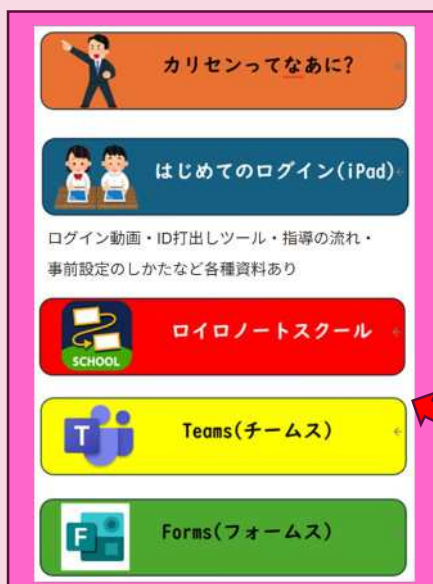 カリセンってなあに?
はじめてのログイン(iPad)
ログイン動画・ID打出しツール・指導の流れ・
事前設定のしかたなど各種資料あり
SCHOOL
ロイロノートスクール
T
Teams(チームス)
F
Forms(フォームス)